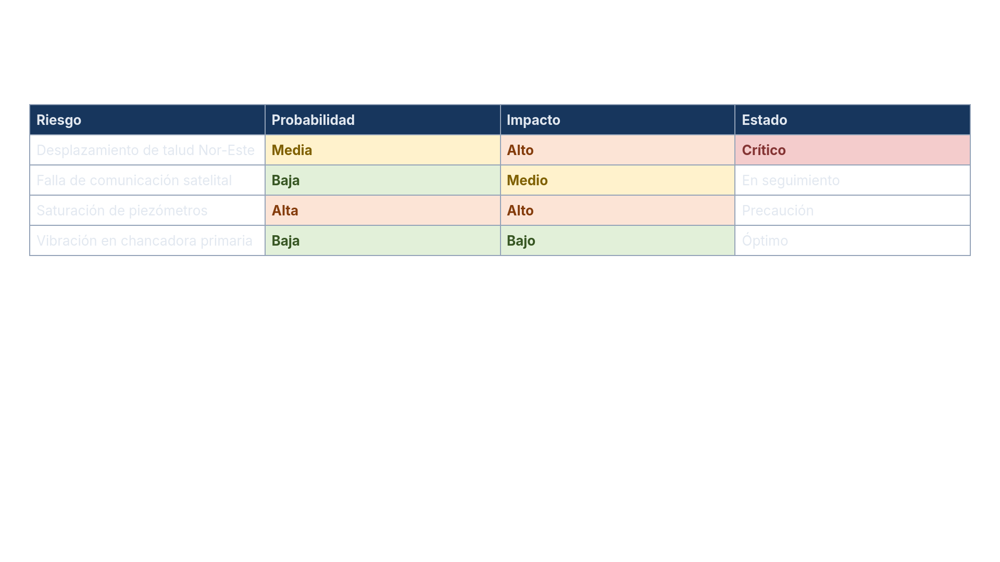 Riesgo Probabilidad Impacto Estado
Desplazamiento de talud Nor-Este Media Alto Crítico
Falla de comunicación satelital Baja Medio En seguimiento
Saturación de piezómetros Alta Alto Precaución
Vibración en chancadora primaria Baja Bajo Óptimo